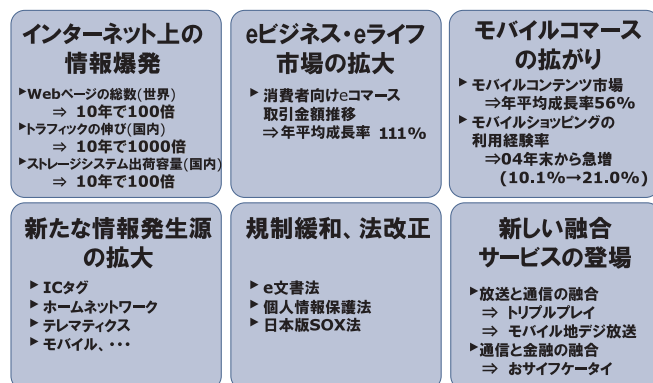 インターネット上の
情報爆発
▶Webページの総数(世界)
⇒ 10年で100倍
▶トラフィックの伸び(国内)
⇒ 10年で1000倍
▶ストレージシステム出荷容量(国内)
⇒ 10年で100倍
eビジネス・eライフ
市場の拡大
▶ 消費者向けeコマース
取引金額推移
⇒年平均成長率 111%
モバイルコマース
の拡がり
▶ モバイルコンテンツ市場
⇒年平均成長率56%
▶ モバイルショッピングの
利用経験率
⇒04年末から急増
(10.1%→21.0%)
新たな情報発生源
の拡大
▶ ICタグ
▶ ホームネットワーク
▶ テレマティクス
▶ モバイル、・・・
規制緩和、法改正
▶ e文書法
▶ 個人情報保護法
▶ 日本版SOX法
新しい融合
サービスの登場
▶放送と通信の融合
⇒ トリプルプレイ
⇒ モバイル地デジ放送
▶通信と金融の融合
⇒ おサイフケータイ